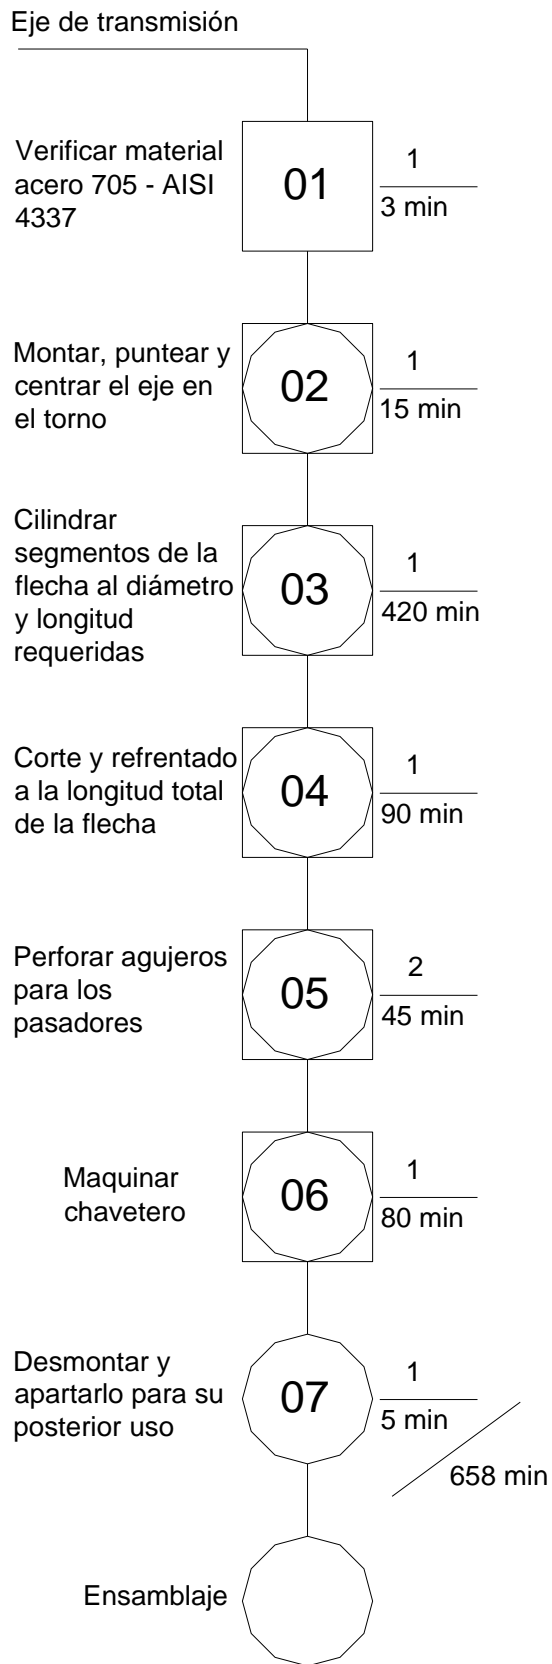 Eje de transmisión
Verificar material
acero 705 - AISI
4337
01
1
3 min
Montar, puntear y
centrar el eje en
el torno
02
1
15 min
Cilindrar
segmentos de la
flecha al diámetro
y longitud
requeridas
03
1
420 min
Corte y refrentado
a la longitud total
de la flecha
04
1
90 min
Perforar agujeros
para los
pasadores
05
2
45 min
Maquinar
chavetero
06
1
80 min
Desmontar y
apartarlo para su
posterior uso
07
1
5 min
658 min
Ensamblaje